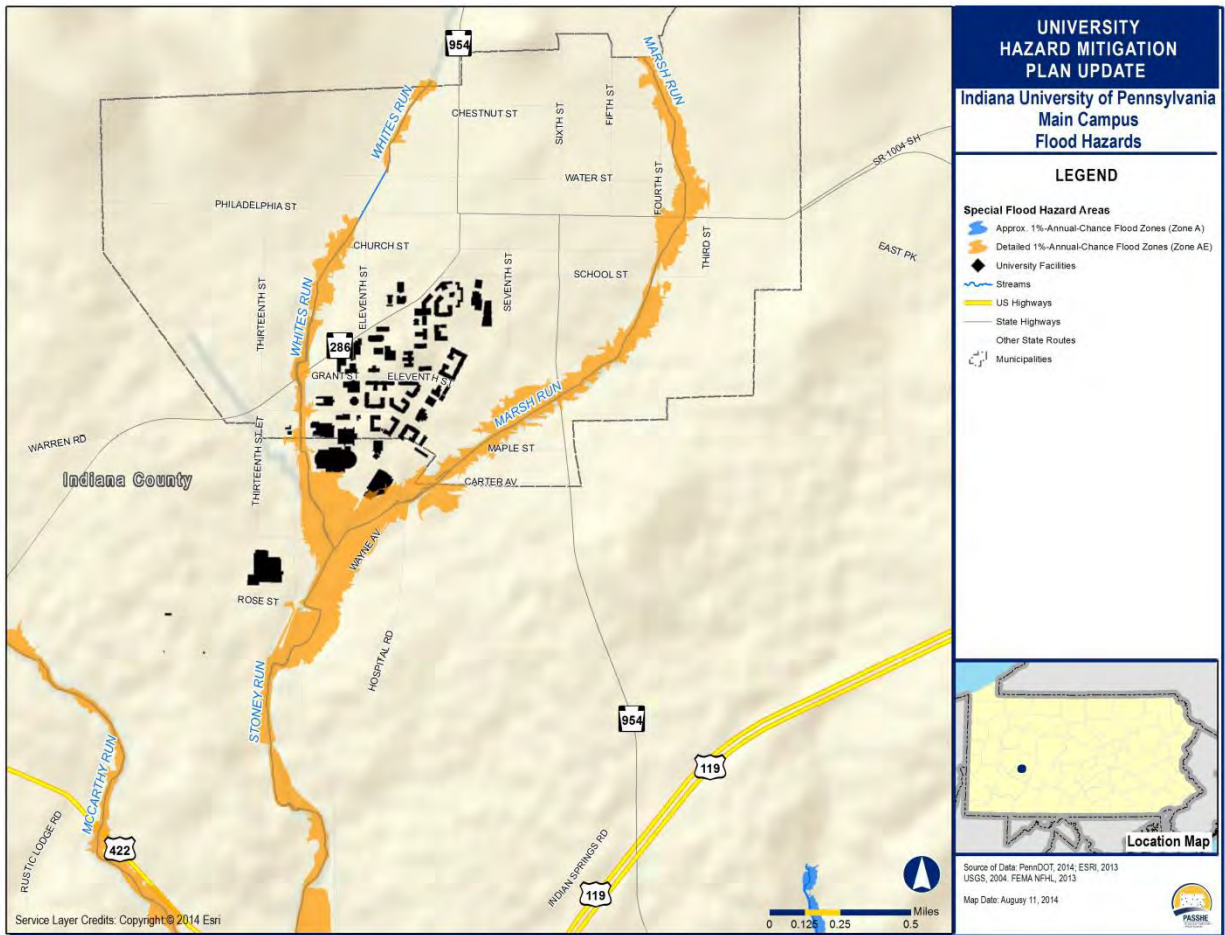 954
MARSH RUN
WHITES RUN
CHESTNUT ST
SIXTH ST
FIFTH ST
WATER ST
FOURTH ST
SR 1004 SH
PHILADELPHIA ST
CHURCH ST
THIRD ST
EAST PK
SCHOOL ST
SEVENTH ST
ELEVENTH ST
THIRTEENTH ST
WHITES RUN
286
GRANT ST
ELEVENTH ST
MARSH RUN
WARREN RD
MAPLE ST
Indiana County
THIRTEENTH ST ET
CARTER AV
WAYNE AV
ROSE ST
HOSPITAL RD
STONEY RUN
954
119
MCCARTHY RUN
422
RUSTIC LODGE RD
INDIAN SPRINGS RD
119
Miles
0 0.125 0.25 0.5
Service Layer Credits: Copyright:© 2014 Esri
UNIVERSITY
HAZARD MITIGATION
PLAN UPDATE
Indiana University of Pennsylvania
Main Campus
Flood Hazards
LEGEND
Special Flood Hazard Areas
Approx. 1%-Annual-Chance Flood Zones (Zone A)
Detailed 1%-Annual-Chance Flood Zones (Zone AE)
University Facilities
Streams
US Highways
State Highways
Other State Routes
Municipalities
Location Map
Source of Data: PennDOT, 2014; ESRI, 2013
USGS, 2004. FEMA NFHL, 2013
Map Date: Augusy 11, 2014
PASSHE